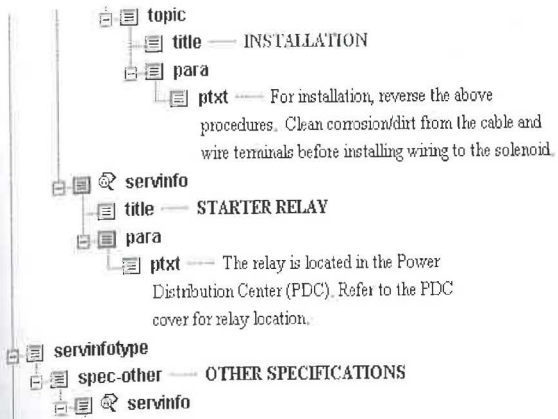 topic
title INSTALLATION
para
ptxt For installation, reverse the above
procedures. Clean corrosion/dirt from the cable and
wire terminals before installing wiring to the solenoid.
servinfo
title STARTER RELAY
para
ptxt The relay is located in the Power
Distribution Center (PDC). Refer to the PDC
cover for relay location.
servinfotype
spec-other OTHER SPECIFICATIONS
servinfo